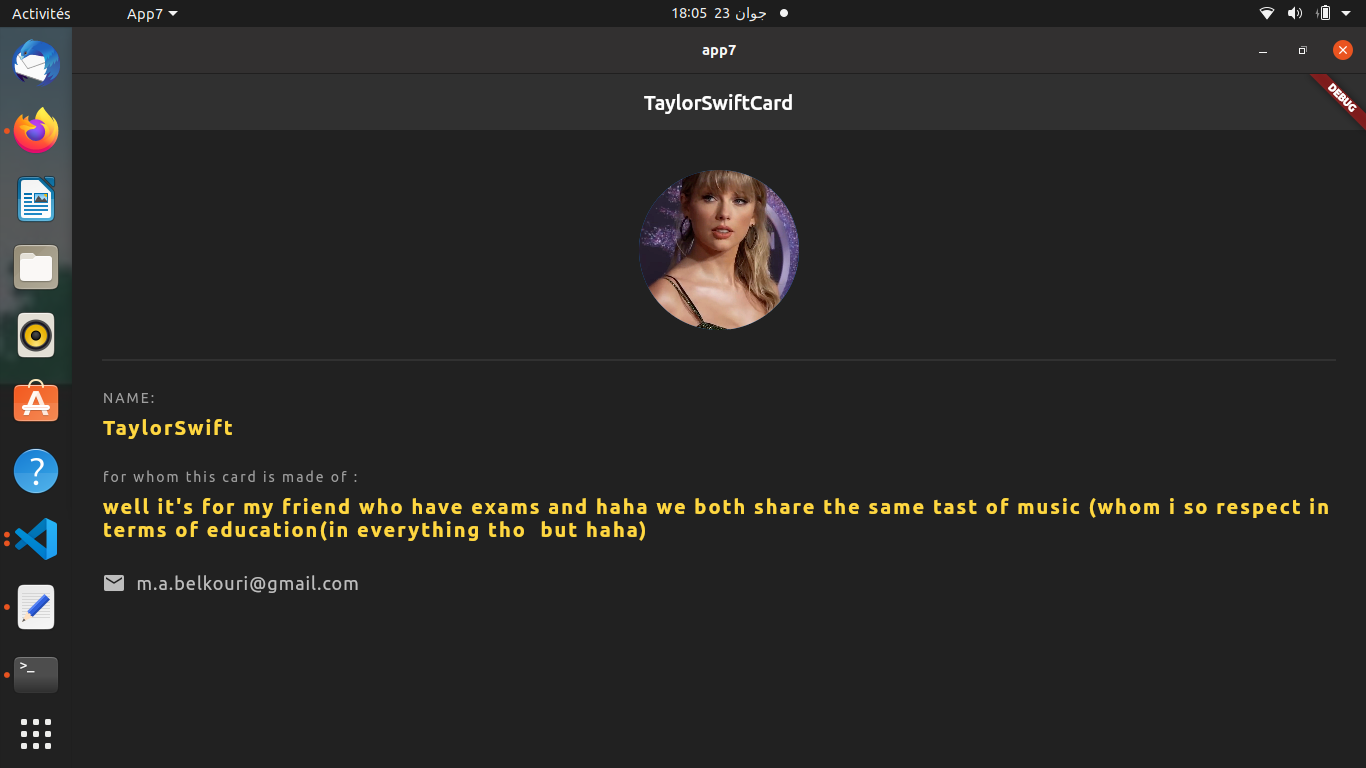 Activités App7 18:05 23 جوان
app7
TaylorSwiftCard
DEBUG
NAME:
TaylorSwift
for whom this card is made of :
well it's for my friend who have exams and haha we both share the same tast of music (whom i so respect in
terms of education(in everything tho  but haha)
m.a.belkouri@gmail.com